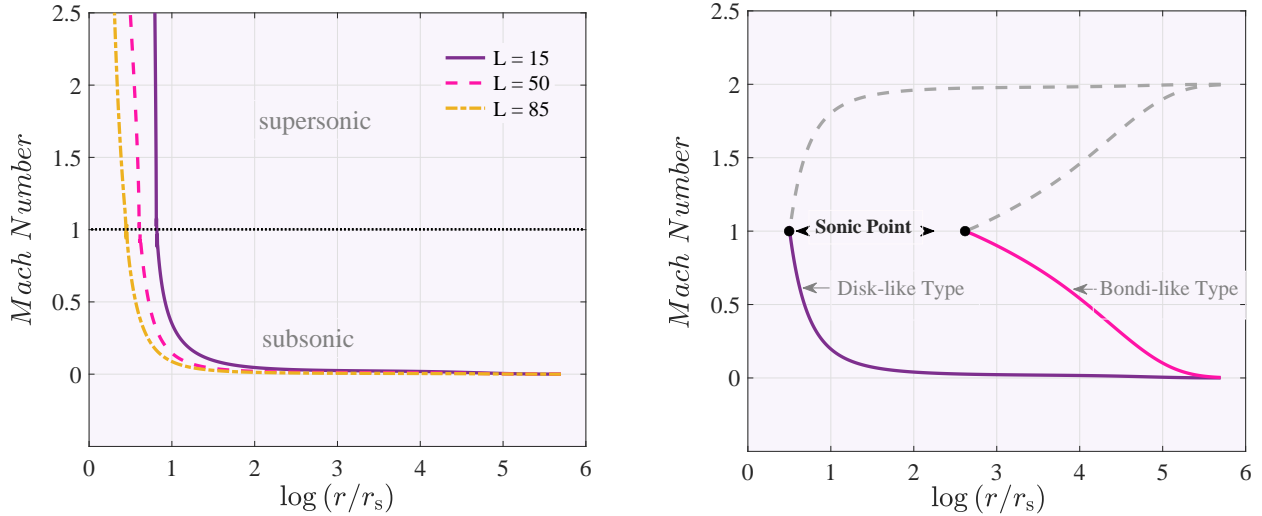 2.5
2
1.5
1
0.5
0
Mach Number
L = 15
L = 50
L = 85
supersonic
subsonic
0 1 2 3 4 5 6
log (r/r_s)
2.5
2
1.5
1
0.5
0
Mach Number
Sonic Point
Disk-like Type
Bondi-like Type
0 1 2 3 4 5 6
log (r/r_s)